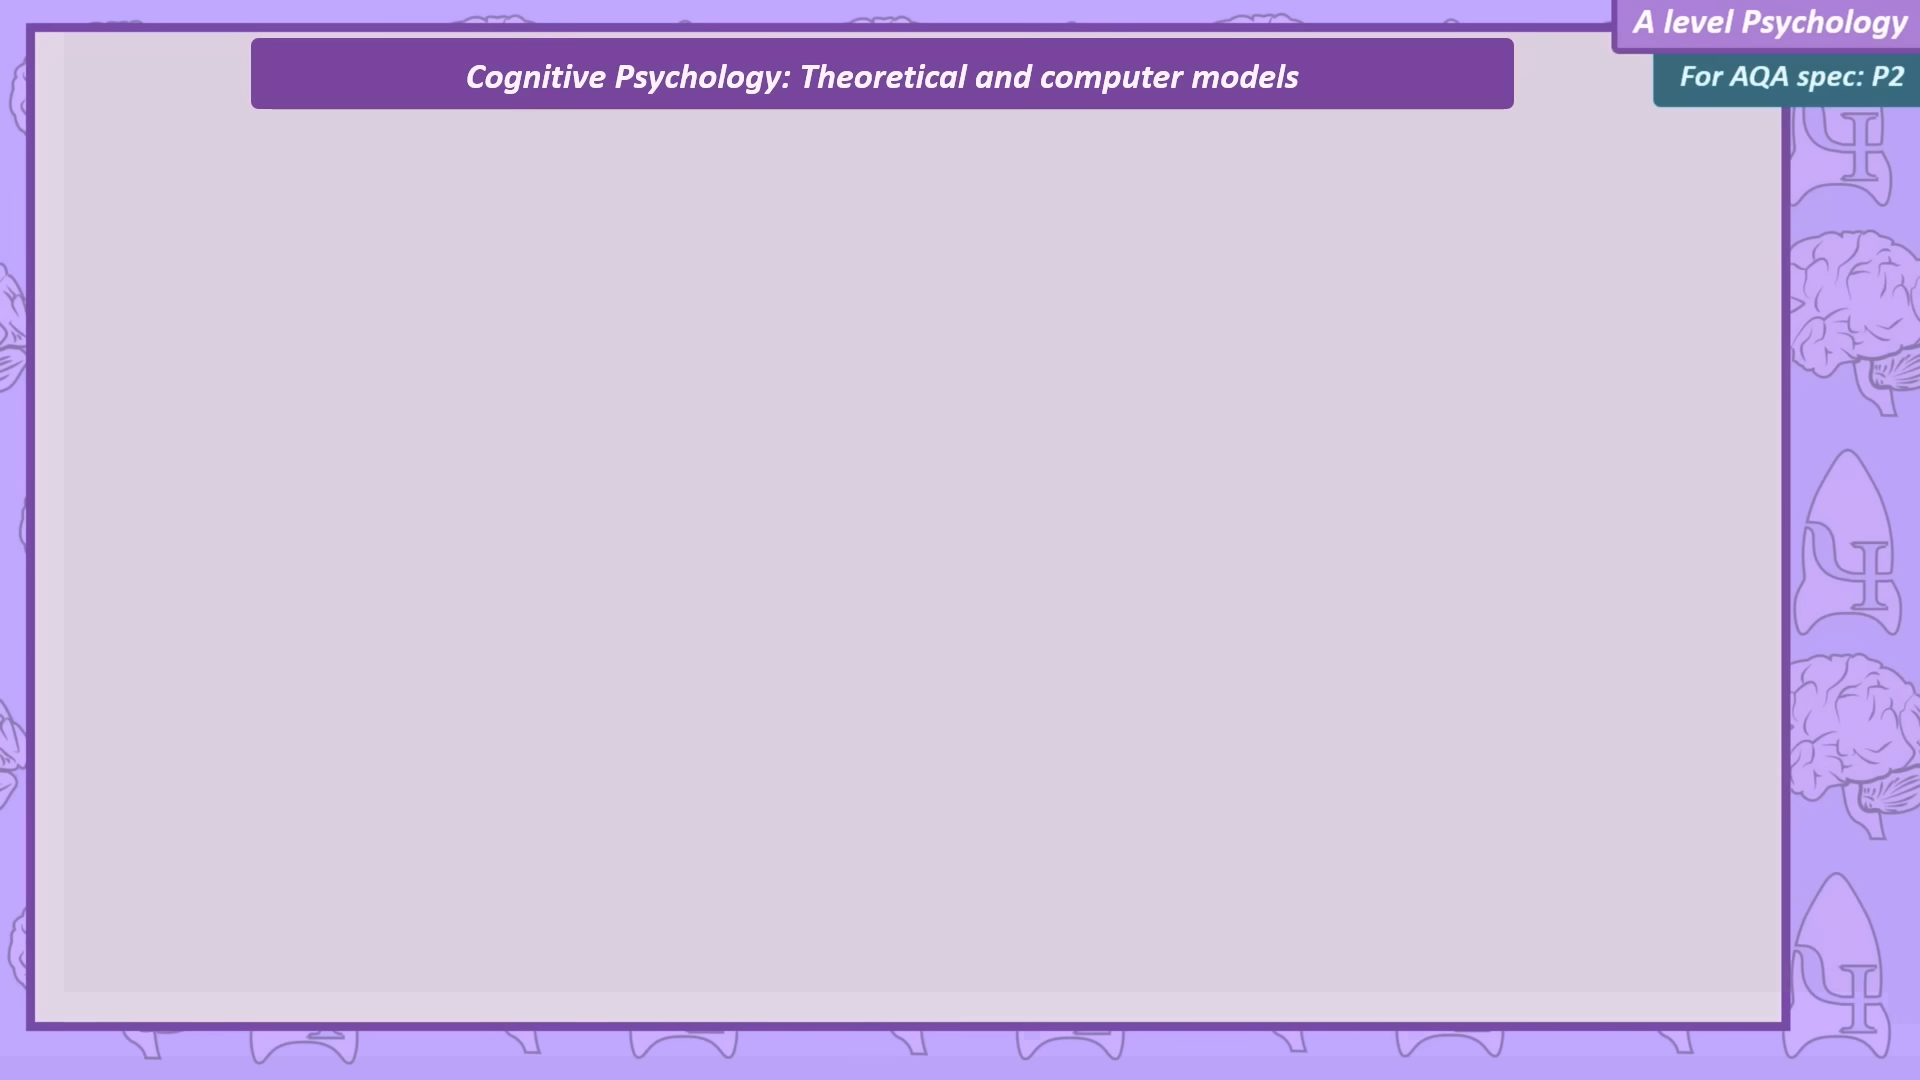 A level Psychology
Cognitive Psychology: Theoretical and computer models
For AQA spec: P2